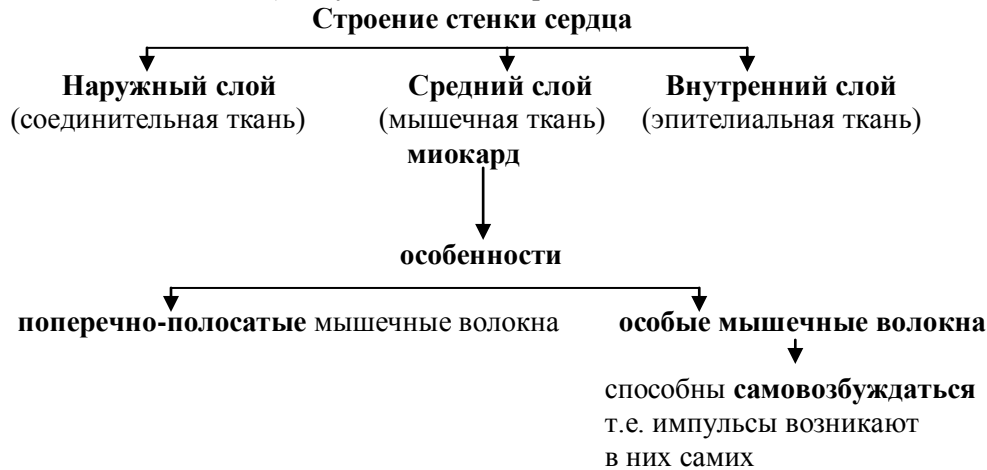 Строение стенки сердца
Наружный слой
(соединительная ткань)
Средний слой
(мышечная ткань)
миокард
Внутренний слой
(эпителиальная ткань)
особенности
поперечно-полосатые мышечные волокна
особые мышечные волокна
способны самовозбуждаться
т.е. импульсы возникают
в них самих